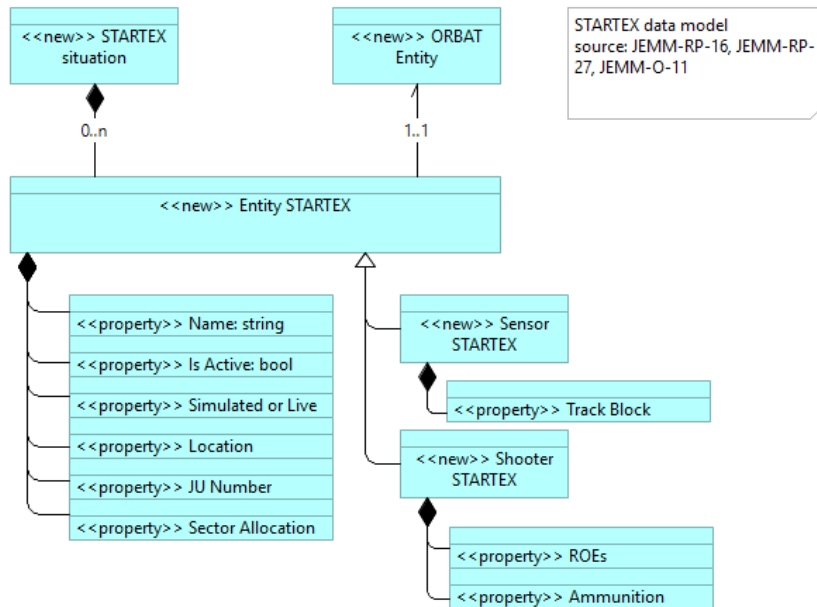 <<new>> STARTEX
situation
<<new>> ORBAT
Entity
STARTEX data model
source: JEMM-RP-16, JEMM-RP-
27, JEMM-O-11
0..n
1..1
<<new>> Entity STARTEX
<<property>> Name: string
<<property>> Is Active: bool
<<property>> Simulated or Live
<<property>> Location
<<property>> JU Number
<<property>> Sector Allocation
<<new>> Sensor
STARTEX
<<property>> Track Block
<<new>> Shooter
STARTEX
<<property>> ROEs
<<property>> Ammunition